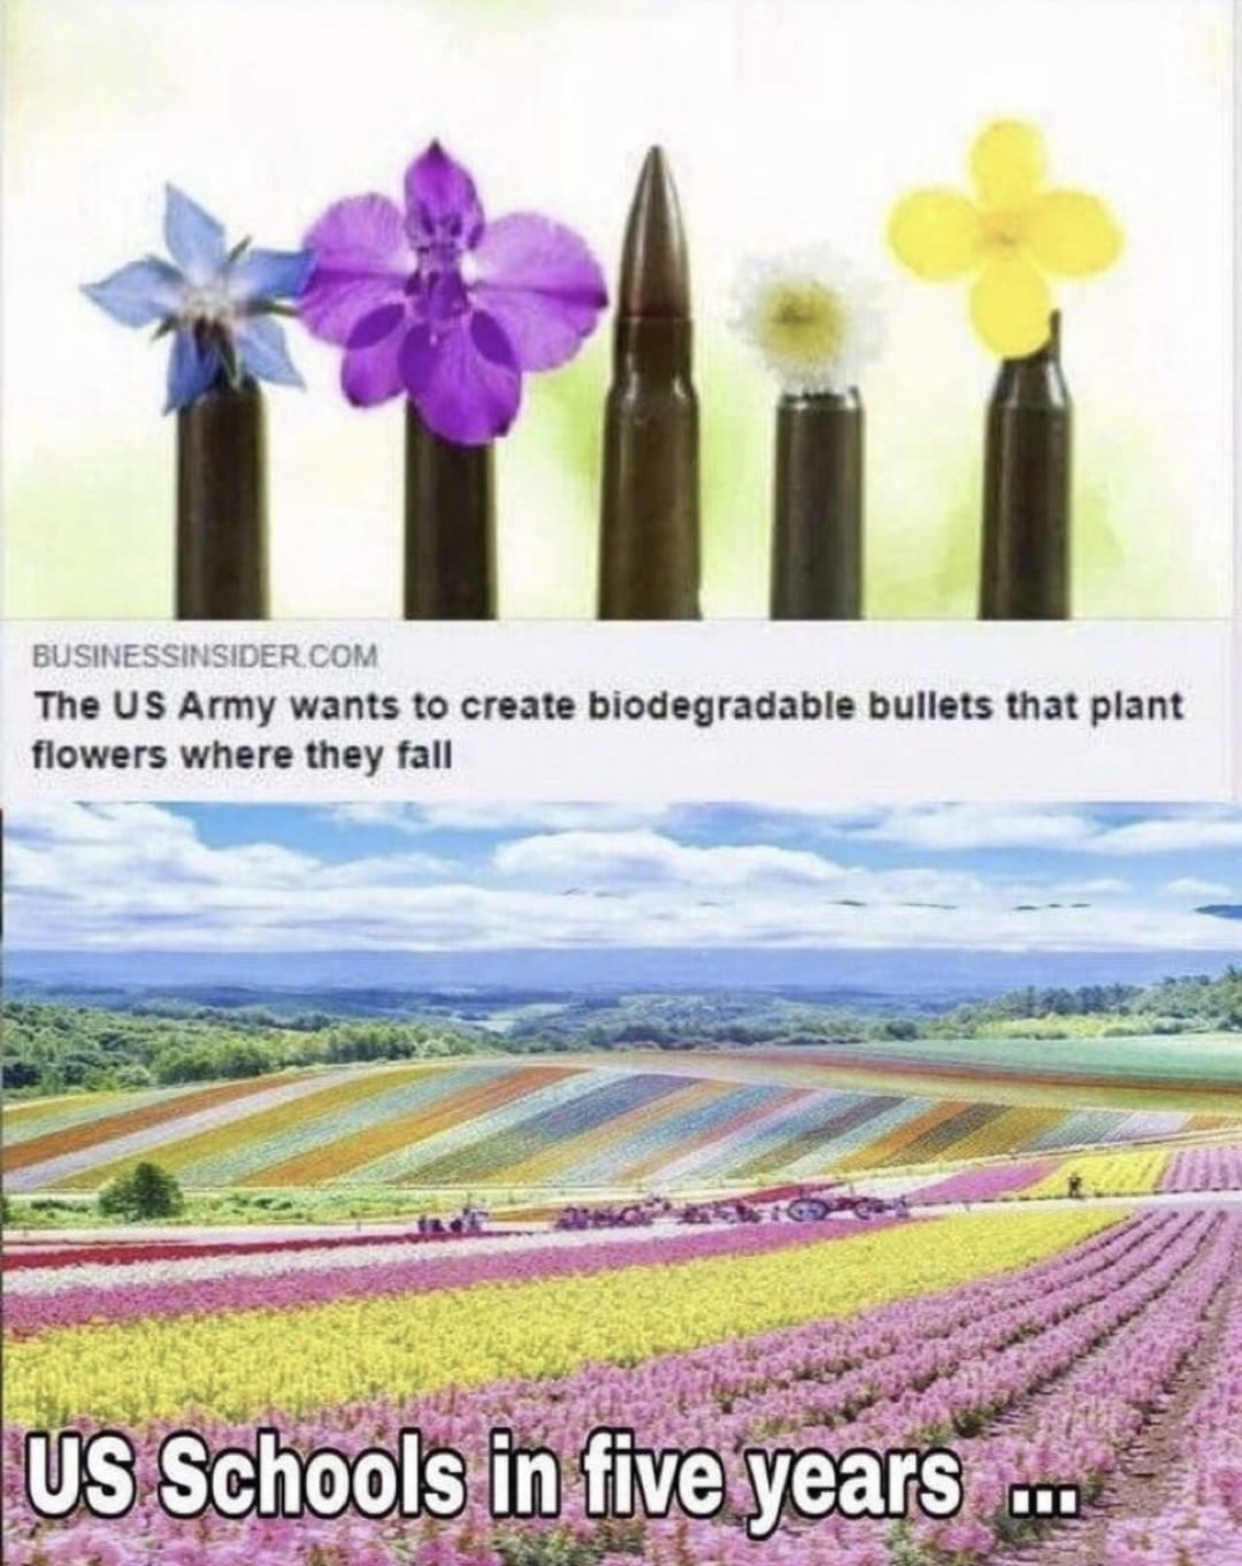 BUSINESSINSIDER.COM
The US Army wants to create biodegradable bullets that plant
flowers where they fall
US Schools in five years ...